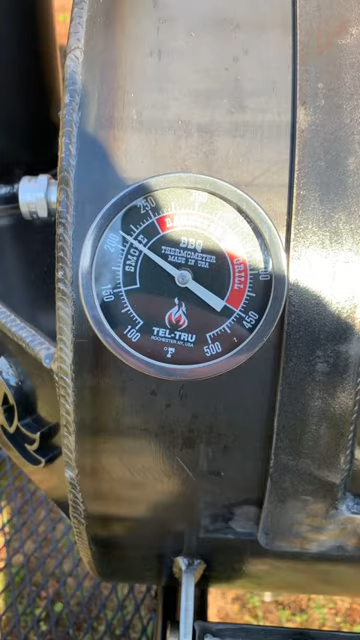 100
150
200
250
400
450
500
SMOKE
BARBECUE
GRILL
BBQ
THERMOMETER
MADE IN USA
TEL-TRU
ROCHESTER NY, USA
°F